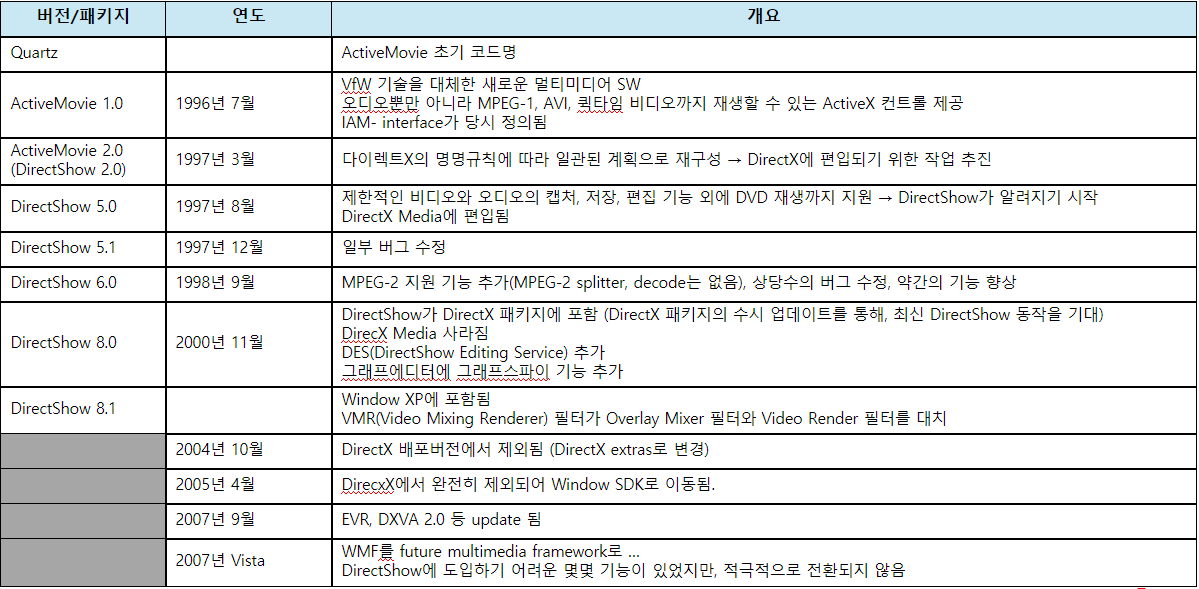 버전/패키지 연도 개요
Quartz ActiveMovie 초기 코드명
ActiveMovie 1.0 1996년 7월 VfW 기술을 대체한 새로운 멀티미디어 SW
오디오뿐만 아니라 MPEG-1, AVI, 퀵타임 비디오까지 재생할 수 있는 ActiveX 컨트롤 제공
IAM- interface가 당시 정의됨
ActiveMovie 2.0
(DirectShow 2.0) 1997년 3월 다이렉트X의 명명규칙에 따라 일관된 계획으로 재구성 → DirectX에 편입되기 위한 작업 추진
DirectShow 5.0 1997년 8월 제한적인 비디오와 오디오의 캡처, 저장, 편집 기능 외에 DVD 재생까지 지원 → DirectShow가 알려지기 시작
DirectX Media에 편입됨
DirectShow 5.1 1997년 12월 일부 버그 수정
DirectShow 6.0 1998년 9월 MPEG-2 지원 기능 추가(MPEG-2 splitter, decode는 없음), 상당수의 버그 수정, 약간의 기능 향상
DirectShow 8.0 2000년 11월 DirectShow가 DirectX 패키지에 포함 (DirectX 패키지의 수시 업데이트를 통해, 최신 DirectShow 동작을 기대)
DirecX Media 사라짐
DES(DirectShow Editing Service) 추가
그래프에디터에 그래프스파이 기능 추가
DirectShow 8.1 Window XP에 포함됨
VMR(Video Mixing Renderer) 필터가 Overlay Mixer 필터와 Video Render 필터를 대치
2004년 10월 DirectX 배포버전에서 제외됨 (DirectX extras로 변경)
2005년 4월 DirecxX에서 완전히 제외되어 Window SDK로 이동됨.
2007년 9월 EVR, DXVA 2.0 등 update 됨
2007년 Vista WMF를 future multimedia framework로 ...
DirectShow에 도입하기 어려운 몇몇 기능이 있었지만, 적극적으로 전환되지 않음